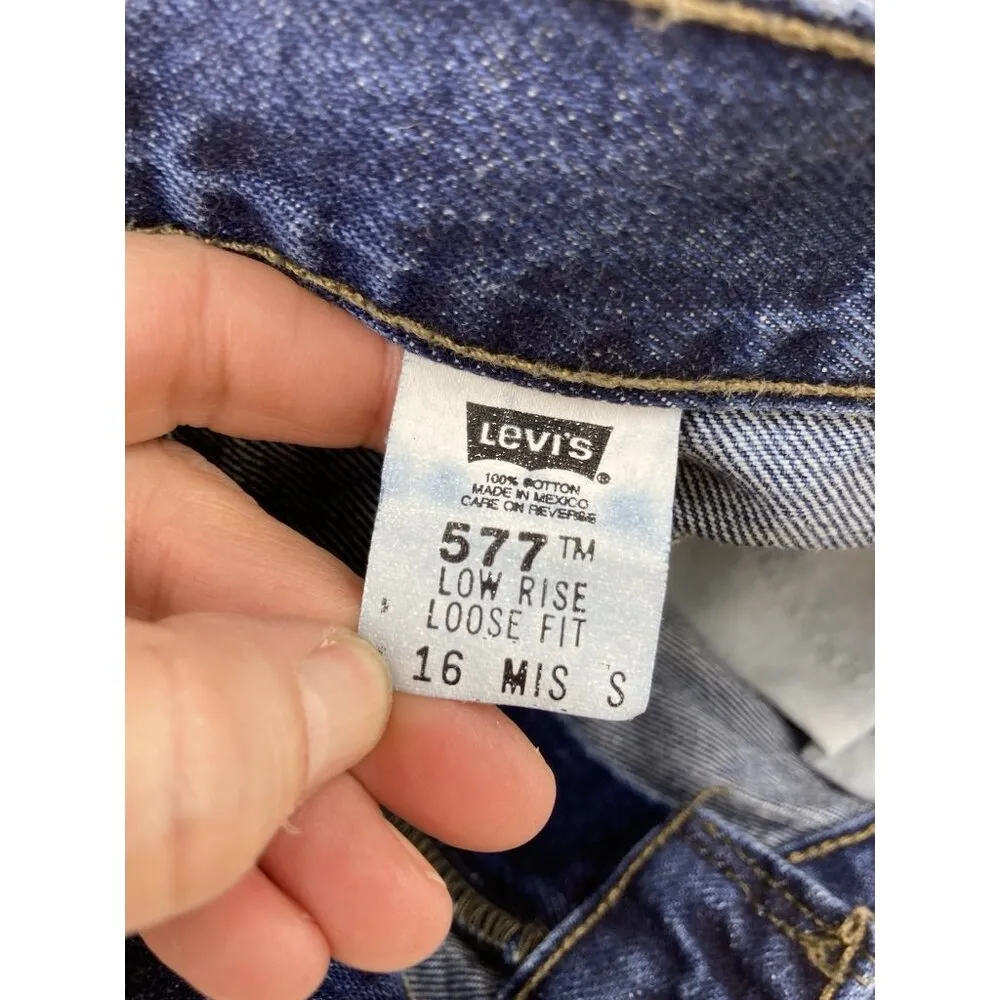 Levi's®
100% COTTON
MADE IN MEXICO
CARE ON REVERSE
577™
LOW RISE
LOOSE FIT
16 MIS S